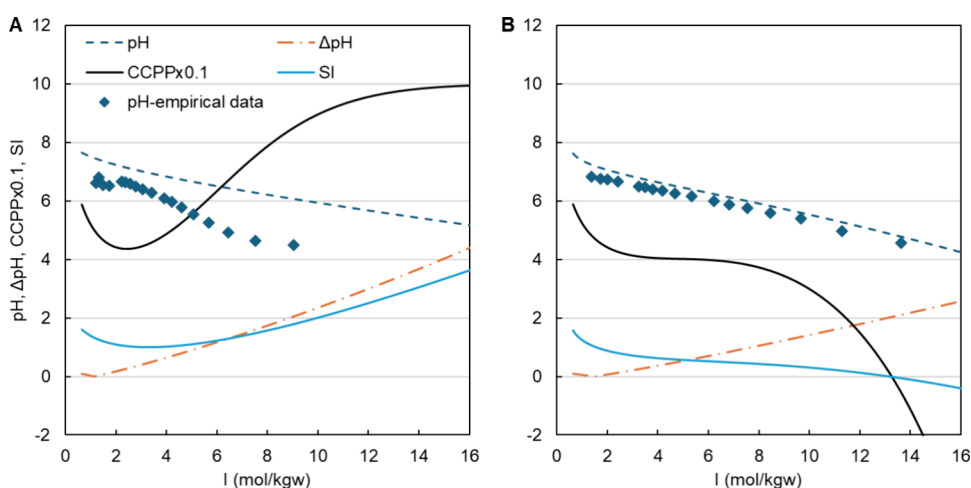 A
B
pH
ΔpH
CCPPx0.1
SI
pH-empirical data
pH, ΔpH, CCPPx0.1, SI
12
10
8
6
4
2
0
-2
0 2 4 6 8 10 12 14 16
I (mol/kgw)
12
10
8
6
4
2
0
-2
0 2 4 6 8 10 12 14 16
I (mol/kgw)